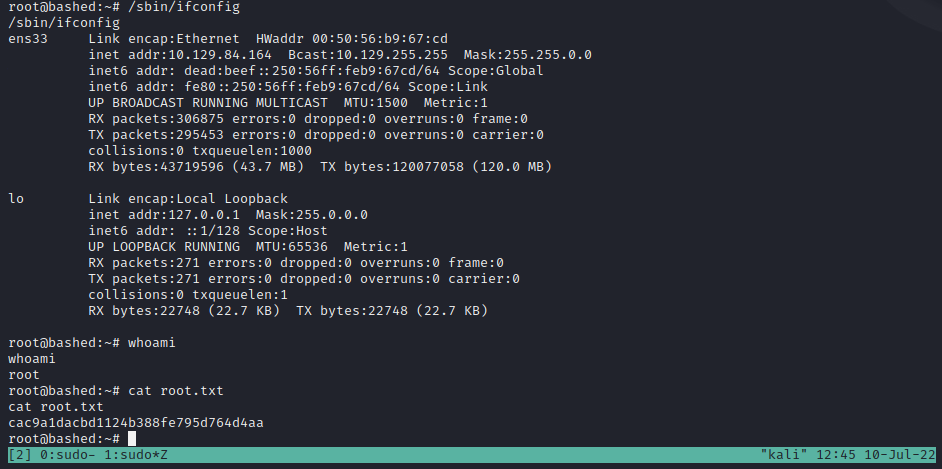 root@bashed:~# /sbin/ifconfig
/sbin/ifconfig
ens33     Link encap:Ethernet  HWaddr 00:50:56:b9:67:cd
          inet addr:10.129.84.164  Bcast:10.129.255.255  Mask:255.255.0.0
          inet6 addr: dead:beef::250:56ff:feb9:67cd/64 Scope:Global
          inet6 addr: fe80::250:56ff:feb9:67cd/64 Scope:Link
          UP BROADCAST RUNNING MULTICAST  MTU:1500  Metric:1
          RX packets:306875 errors:0 dropped:0 overruns:0 frame:0
          TX packets:295453 errors:0 dropped:0 overruns:0 carrier:0
          collisions:0 txqueuelen:1000
          RX bytes:43719596 (43.7 MB)  TX bytes:120077058 (120.0 MB)
lo        Link encap:Local Loopback
          inet addr:127.0.0.1  Mask:255.0.0.0
          inet6 addr: ::1/128 Scope:Host
          UP LOOPBACK RUNNING  MTU:65536  Metric:1
          RX packets:271 errors:0 dropped:0 overruns:0 frame:0
          TX packets:271 errors:0 dropped:0 overruns:0 carrier:0
          collisions:0 txqueuelen:1
          RX bytes:22748 (22.7 KB)  TX bytes:22748 (22.7 KB)
root@bashed:~# whoami
whoami
root
root@bashed:~# cat root.txt
cat root.txt
cac9a1dacbd1124b388fe795d764d4aa
root@bashed:~#
[2] 0:sudo- 1:sudo*Z "kali" 12:45 10-Jul-22